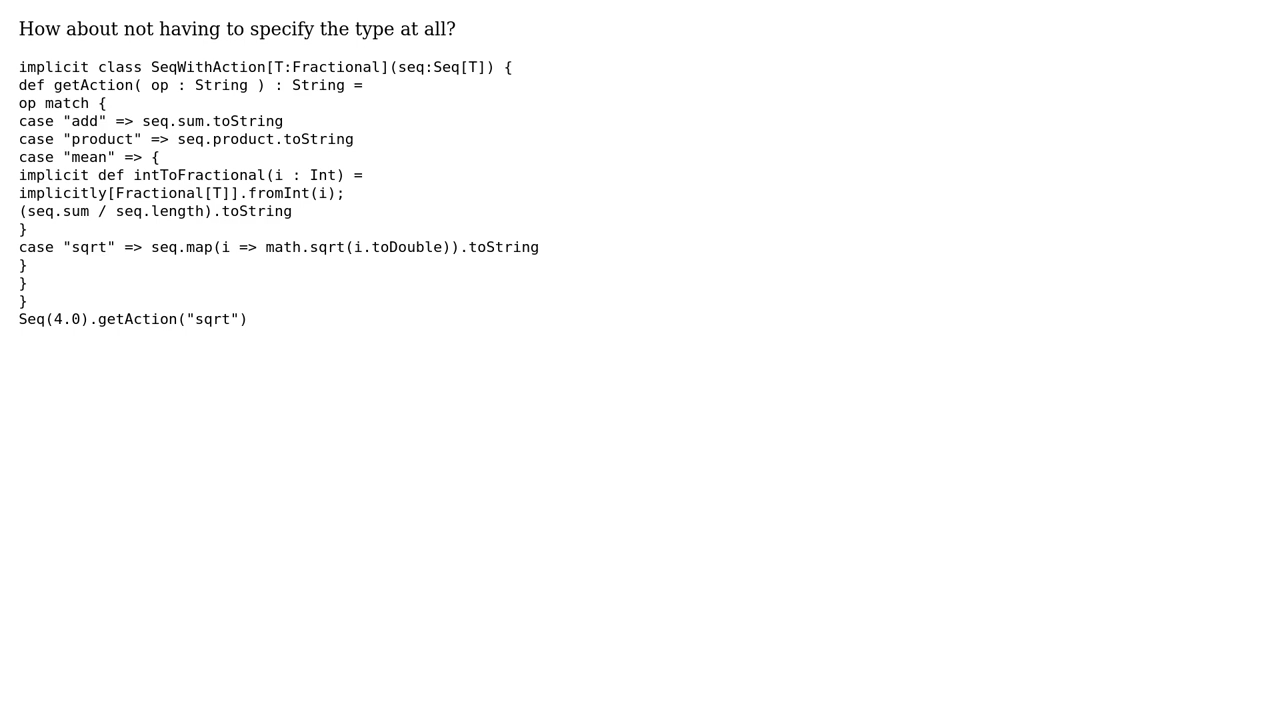 How about not having to specify the type at all?
implicit class SeqWithAction[T:Fractional](seq:Seq[T]) {
def getAction( op : String ) : String =
op match {
case "add" => seq.sum.toString
case "product" => seq.product.toString
case "mean" => {
implicit def intToFractional(i : Int) =
implicitly[Fractional[T]].fromInt(i);
(seq.sum / seq.length).toString
}
case "sqrt" => seq.map(i => math.sqrt(i.toDouble)).toString
}
}
}
Seq(4.0).getAction("sqrt")